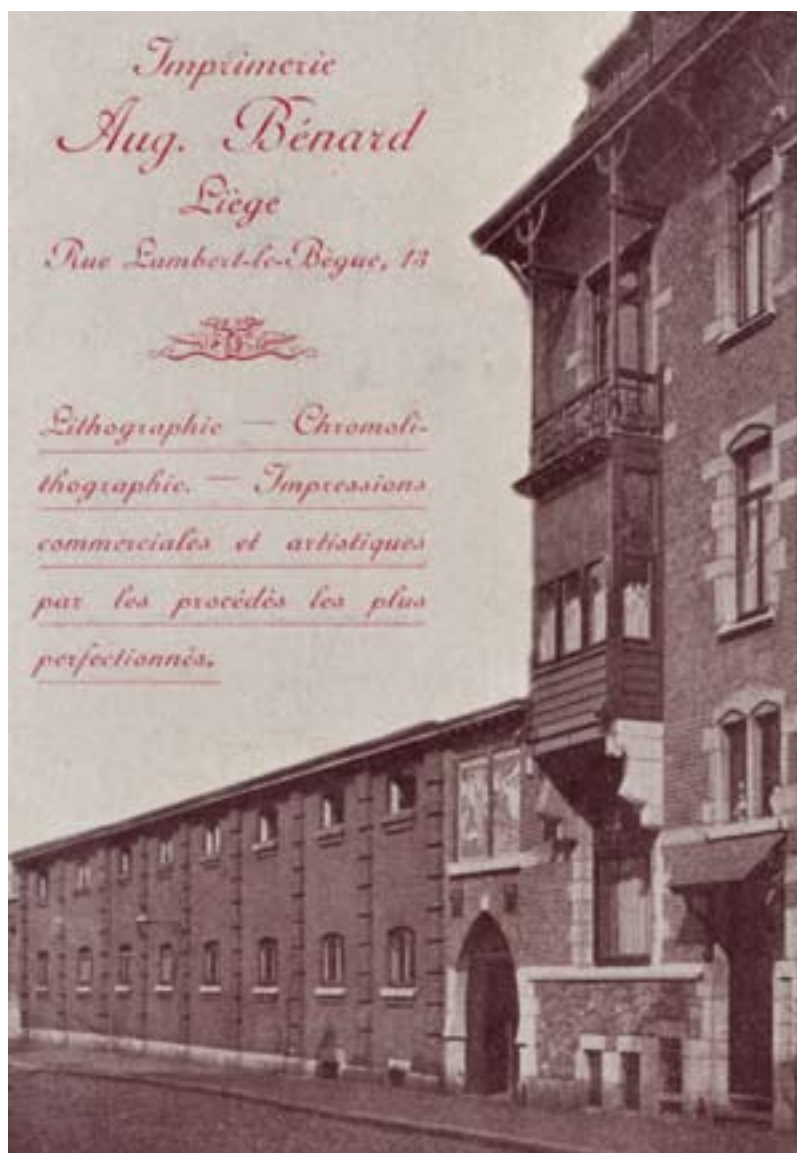 Imprimerie
Aug. Bénard
Liège
Rue Lambert-le-Bègue, 13
Lithographie — Chromoli-
thographie. — Impressions
commerciales et artistiques
par les procédés les plus
perfectionnés.